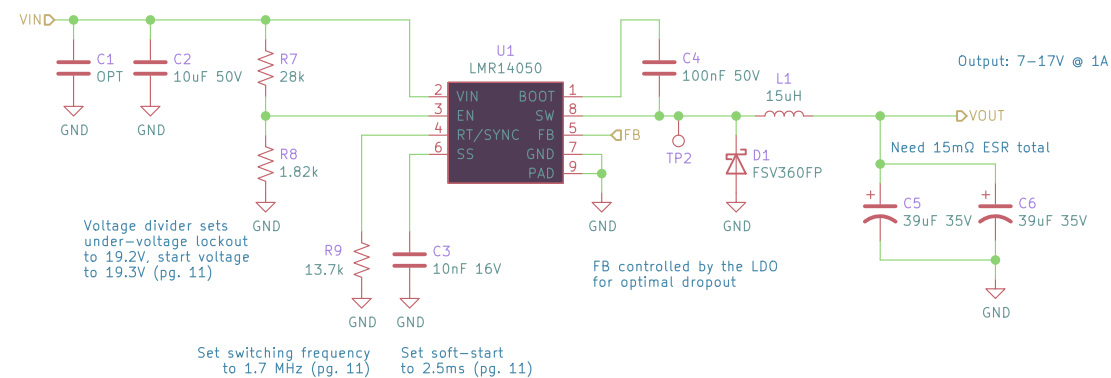 VIN
C1
OPT
GND
C2
10uF 50V
GND
R7
28k
R8
1.82k
GND
Voltage divider sets
under-voltage lockout
to 19.2V, start voltage
to 19.3V (pg. 11)
U1
LMR14050
2 VIN BOOT 1
3 EN SW 8
4 RT/SYNC FB 5
6 SS GND 7
PAD 9
R9
13.7k
GND
C3
10nF 16V
GND
Set switching frequency
to 1.7 MHz (pg. 11)
Set soft-start
to 2.5ms (pg. 11)
C4
100nF 50V
FB
TP2
GND
L1
15uH
D1
FSV360FP
GND
FB controlled by the LDO
for optimal dropout
Output: 7-17V @ 1A
VOUT
Need 15mΩ ESR total
C5
39uF 35V
C6
39uF 35V
GND